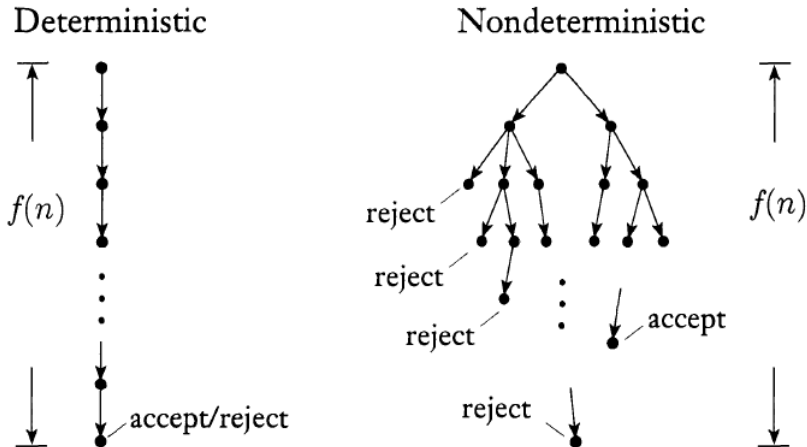 Deterministic
Nondeterministic
f(n)
reject
f(n)
reject
reject
accept
accept/reject
reject